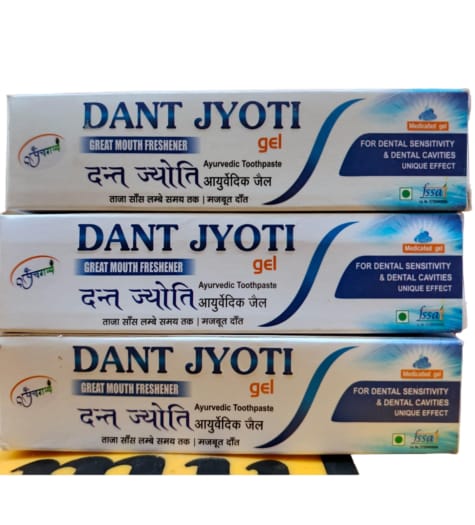 DANT JYOTI
gel
GREAT MOUTH FRESHENER
Ayurvedic Toothpaste
दन्त ज्योति आयुर्वेदिक जैल
ताजा साँस लम्बे समय तक | मजबूत दाँत
Medicated gel
FOR DENTAL SENSITIVITY
& DENTAL CAVITIES
UNIQUE EFFECT
fssai
DANT JYOTI
gel
GREAT MOUTH FRESHENER
Ayurvedic Toothpaste
दन्त ज्योति आयुर्वेदिक जैल
ताजा साँस लम्बे समय तक | मजबूत दाँत
Medicated gel
FOR DENTAL SENSITIVITY
& DENTAL CAVITIES
UNIQUE EFFECT
fssai
DANT JYOTI
gel
GREAT MOUTH FRESHENER
Ayurvedic Toothpaste
दन्त ज्योति आयुर्वेदिक जैल
ताजा साँस लम्बे समय तक | मजबूत दाँत
Medicated gel
FOR DENTAL SENSITIVITY
& DENTAL CAVITIES
UNIQUE EFFECT
fssai